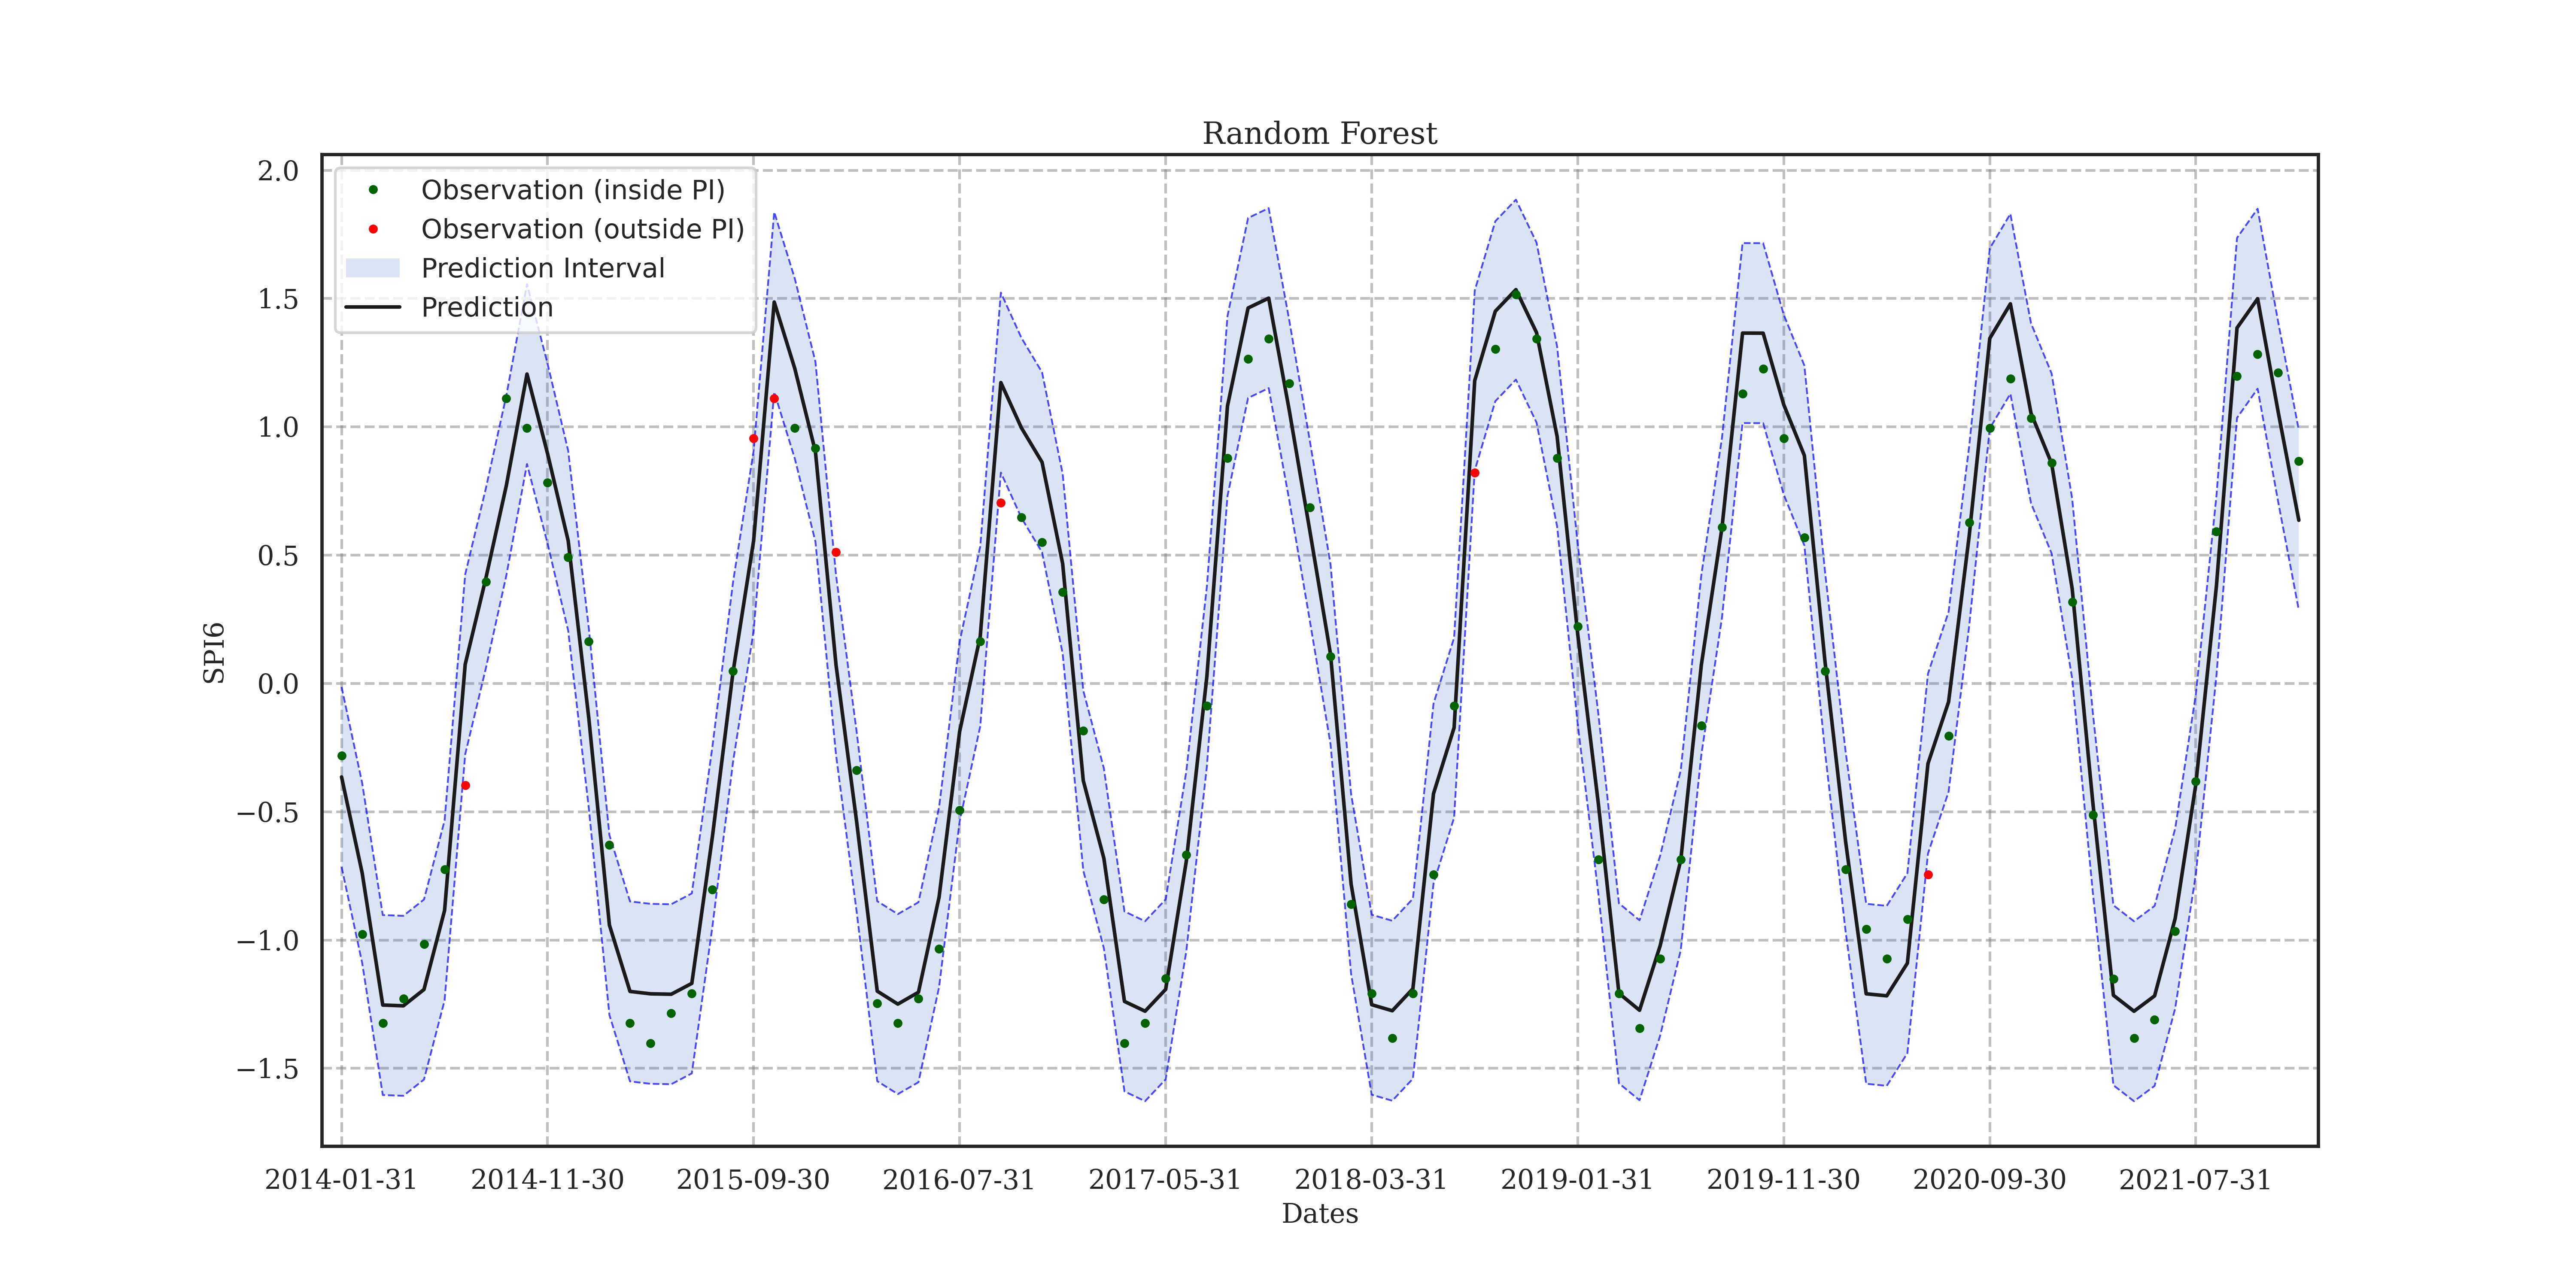 Random Forest
2.0
1.5
1.0
0.5
0.0
−0.5
−1.0
−1.5
SPI6
Observation (inside PI)
Observation (outside PI)
Prediction Interval
Prediction
2014-01-31 2014-11-30 2015-09-30 2016-07-31 2017-05-31 2018-03-31 2019-01-31 2019-11-30 2020-09-30 2021-07-31
Dates